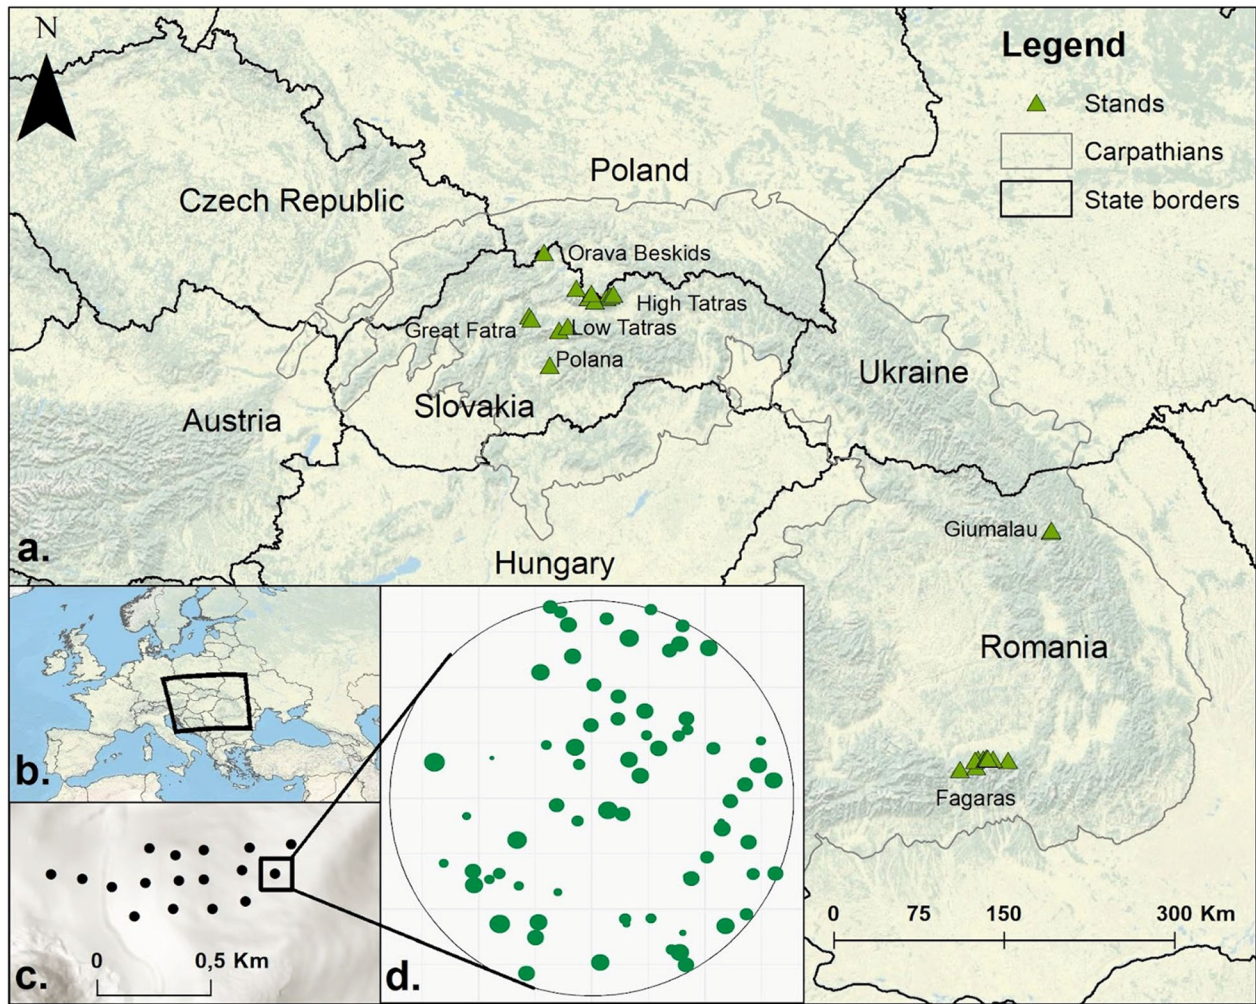 N
Legend
Stands
Carpathians
State borders
Poland
Czech Republic
Orava Beskids
High Tatras
Great Fatra
Low Tatras
Polana
Ukraine
Slovakia
Austria
Giumalau
a.
Hungary
Romania
b.
Fagaras
0 75 150 300 Km
c.
0 0,5 Km
d.